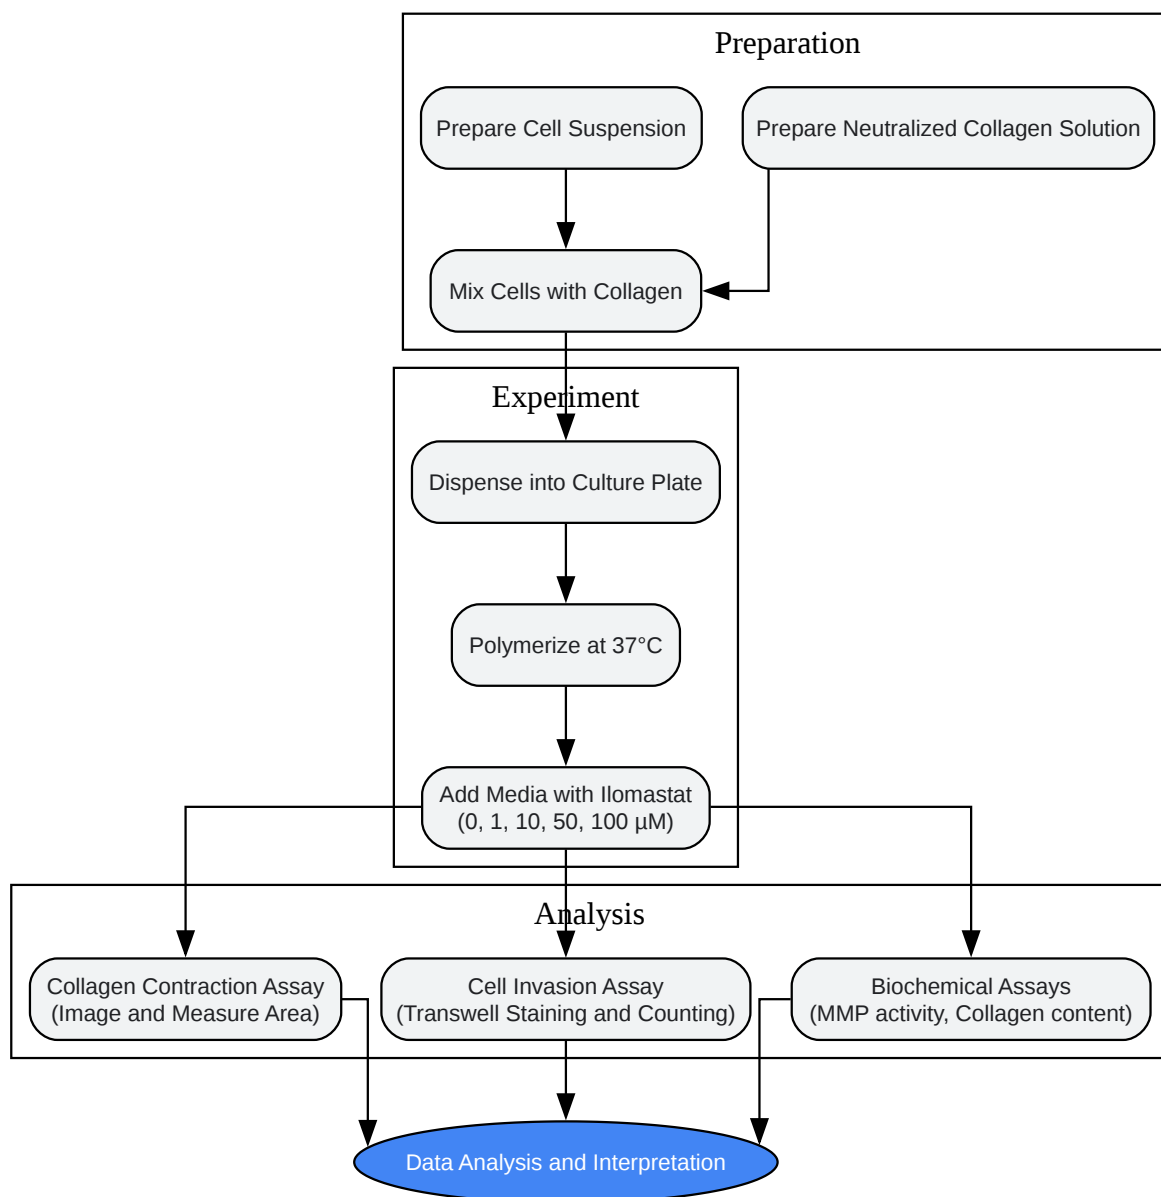 Preparation
Prepare Cell Suspension
Prepare Neutralized Collagen Solution
Mix Cells with Collagen
Experiment
Dispense into Culture Plate
Polymerize at 37°C
Add Media with Ilomastat
(0, 1, 10, 50, 100 µM)
Analysis
Collagen Contraction Assay
(Image and Measure Area)
Cell Invasion Assay
(Transwell Staining and Counting)
Biochemical Assays
(MMP activity, Collagen content)
Data Analysis and Interpretation